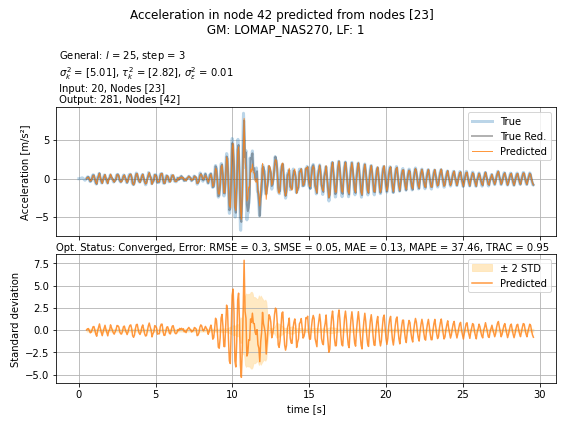 Acceleration in node 42 predicted from nodes [23]
GM: LOMAP_NAS270, LF: 1
General: l = 25, step = 3
σ²ₖ = [5.01], τ²ₖ = [2.82], σ²ε = 0.01
Input: 20, Nodes [23]
Output: 281, Nodes [42]
Acceleration [m/s²]
5
0
−5
True
True Red.
Predicted
Opt. Status: Converged, Error: RMSE = 0.3, SMSE = 0.05, MAE = 0.13, MAPE = 37.46, TRAC = 0.95
Standard deviation
7.5
5.0
2.5
0.0
−2.5
−5.0
± 2 STD
Predicted
0 5 10 15 20 25 30
time [s]